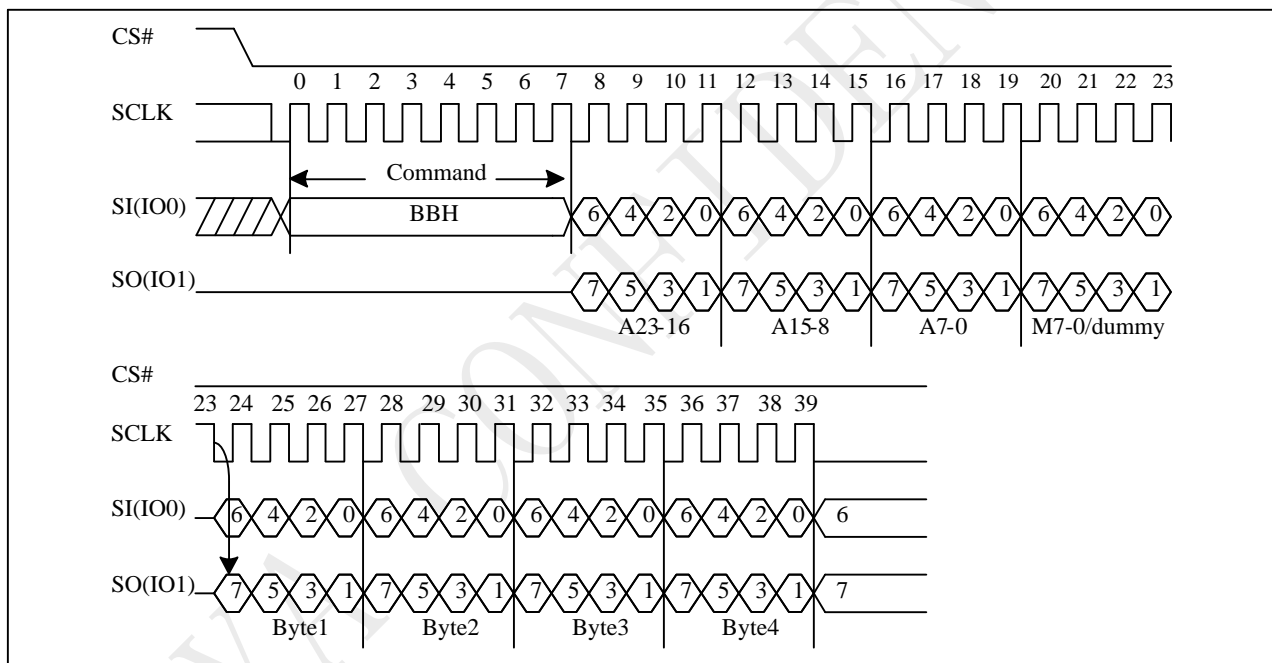 CS#
0 1 2 3 4 5 6 7 8 9 10 11 12 13 14 15 16 17 18 19 20 21 22 23
SCLK
Command
SI(IO0) BBH 6 4 2 0 6 4 2 0 6 4 2 0 6 4 2 0
SO(IO1) 7 5 3 1 7 5 3 1 7 5 3 1 7 5 3 1
A23-16 A15-8 A7-0 M7-0/dummy
CS#
23 24 25 26 27 28 29 30 31 32 33 34 35 36 37 38 39
SCLK
SI(IO0) 6 4 2 0 6 4 2 0 6 4 2 0 6 4 2 0 6
SO(IO1) 7 5 3 1 7 5 3 1 7 5 3 1 7 5 3 1 7
Byte1 Byte2 Byte3 Byte4